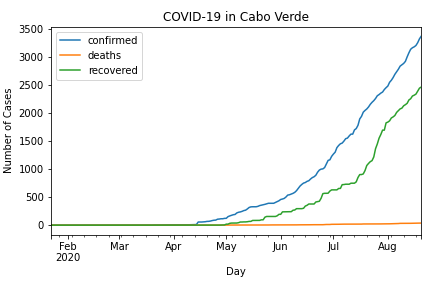 COVID-19 in Cabo Verde
confirmed
deaths
recovered
Number of Cases
3500
3000
2500
2000
1500
1000
500
0
Feb Mar Apr May Jun Jul Aug
2020
Day